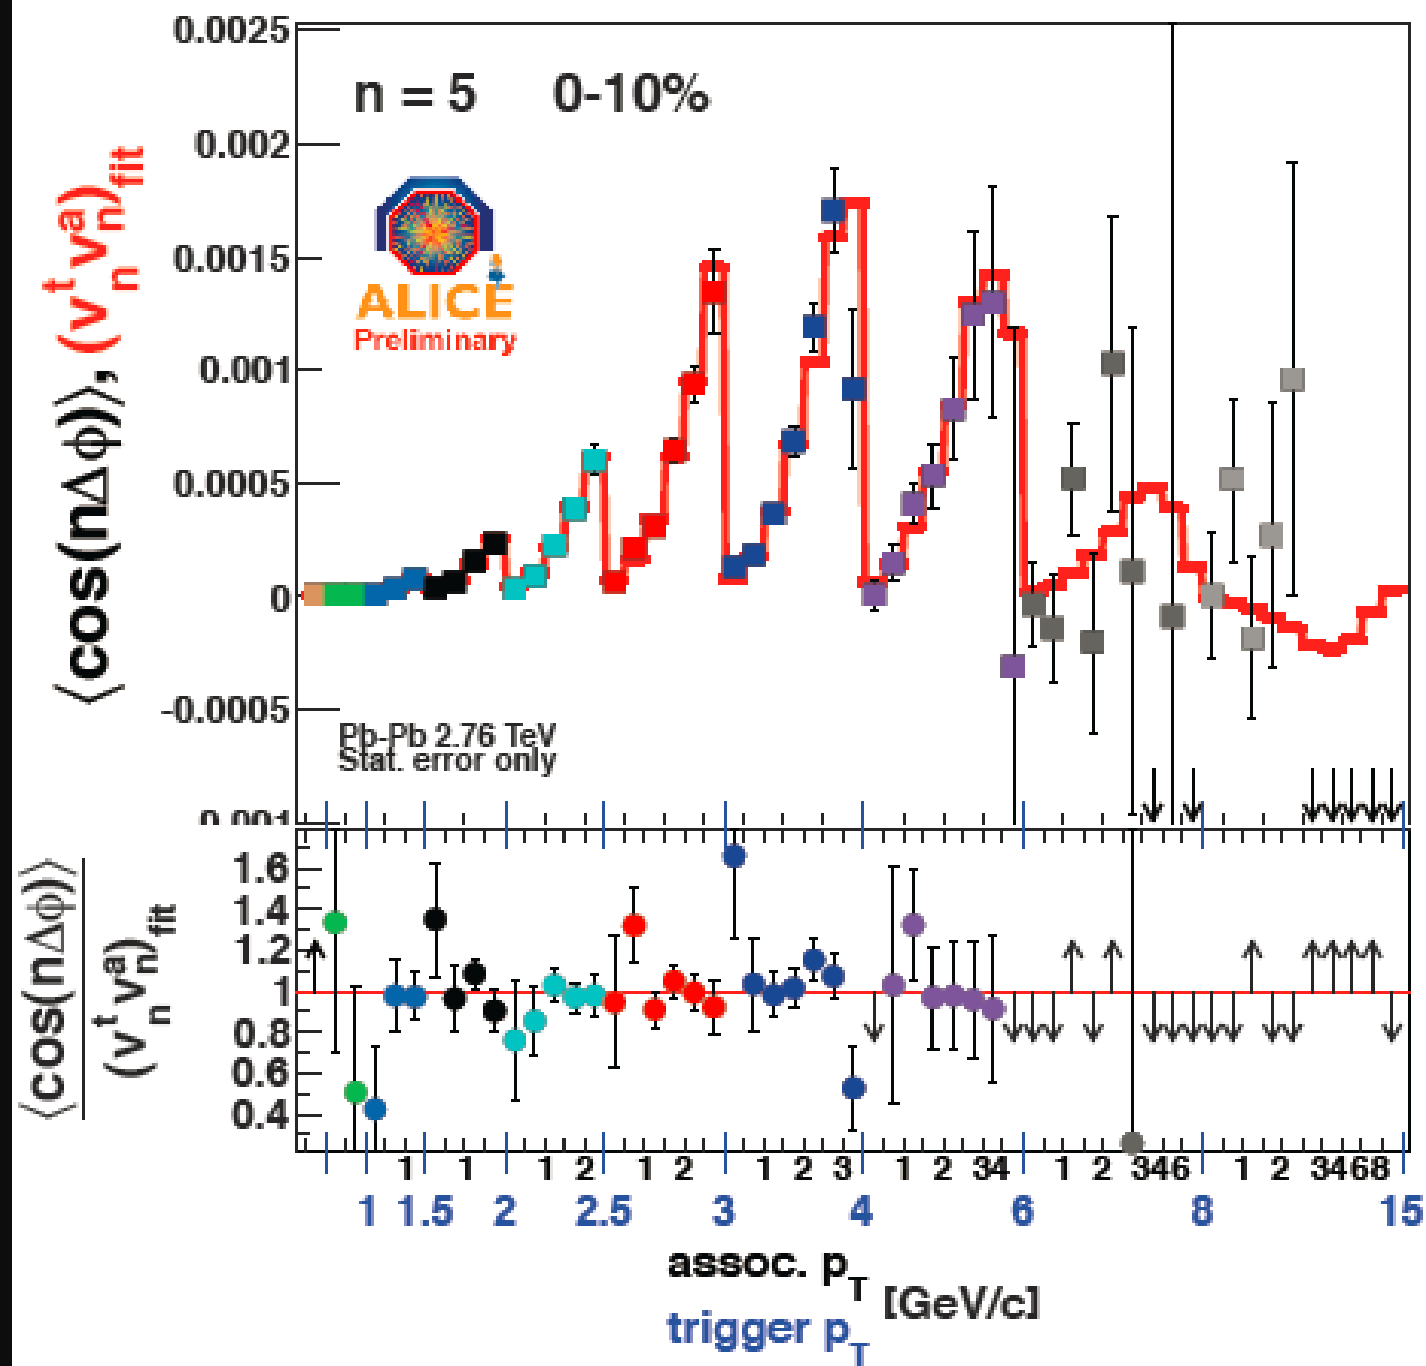 0.0025
n = 5 0-10%
0.002
0.0015
ALICE
Preliminary
0.001
0.0005
0
-0.0005
Pb-Pb 2.76 TeV
Stat. error only
⟨cos(nΔϕ)⟩, (v_n^t v_n^a)_fit
1.6
1.4
1.2
1
0.8
0.6
0.4
⟨cos(nΔϕ)⟩
(v_n^t v_n^a)_fit
1 1 1 2 1 2 1 2 3 1 2 34 1 2 346 1 2 3468
1 1.5 2 2.5 3 4 6 8 15
assoc. p_T [GeV/c]
trigger p_T